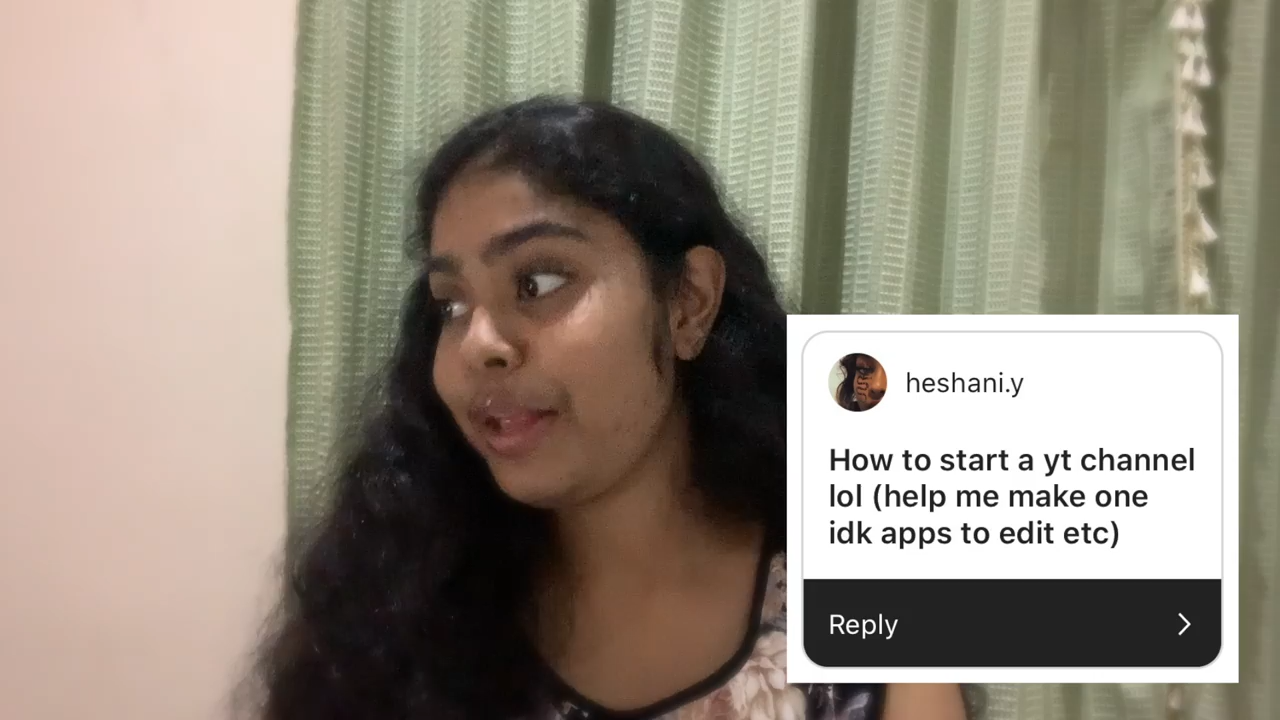 heshani.y
How to start a yt channel
lol (help me make one
idk apps to edit etc)
Reply